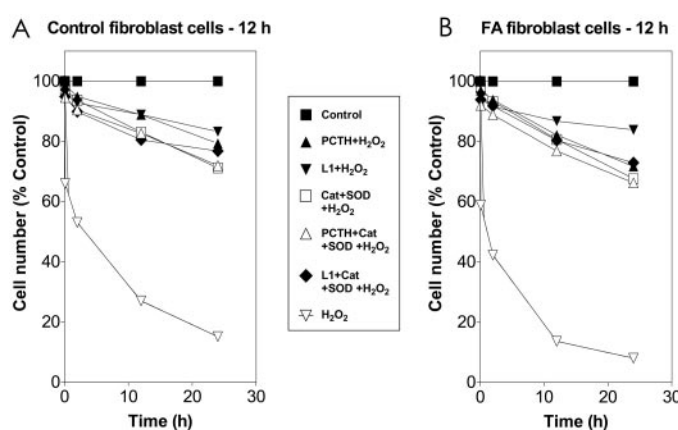 A Control fibroblast cells - 12 h
Cell number (% Control)
100
80
60
40
20
0
0 10 20 30
Time (h)
Control
PCTH+H₂O₂
L1+H₂O₂
Cat+SOD
+H₂O₂
PCTH+Cat
+SOD +H₂O₂
L1+Cat
+SOD +H₂O₂
H₂O₂
B FA fibroblast cells - 12 h
Cell number (% Control)
100
80
60
40
20
0
0 10 20 30
Time (h)